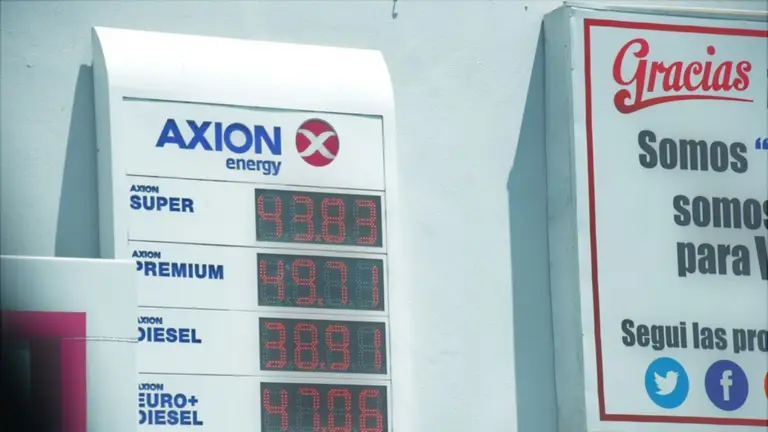 AXION
energy
AXION
SUPER
43.83
AXION
PREMIUM
49.71
AXION
DIESEL
38.91
AXION
EURO+
DIESEL
47.06
Gracias
Somos "
somos
para
Segui las pro